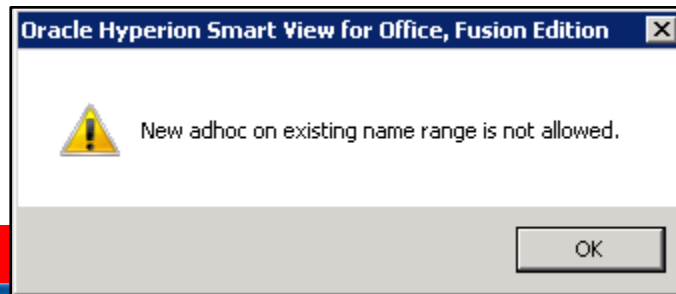 Oracle Hyperion Smart View for Office, Fusion Edition
New adhoc on existing name range is not allowed.
OK